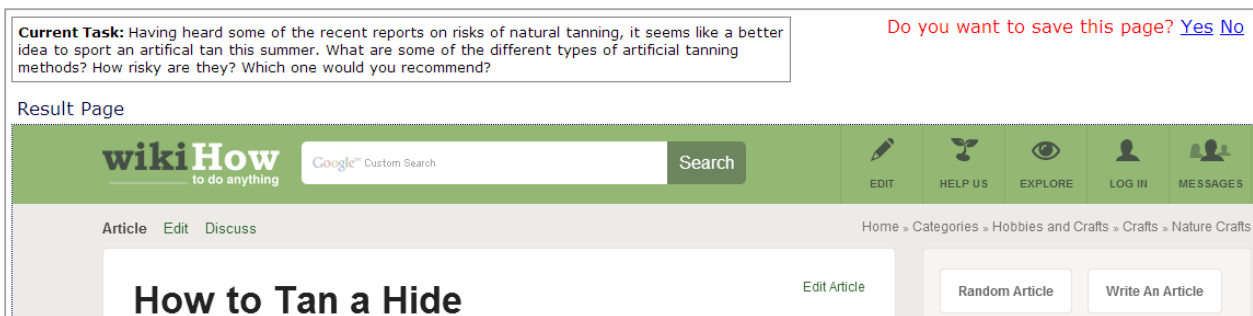 Current Task: Having heard some of the recent reports on risks of natural tanning, it seems like a better
idea to sport an artifical tan this summer. What are some of the different types of artificial tanning
methods? How risky are they? Which one would you recommend?
Do you want to save this page? Yes No
Result Page
wikiHow
to do anything
Google™ Custom Search
Search
EDIT
HELP US
EXPLORE
LOG IN
MESSAGES
Article Edit Discuss
Home » Categories » Hobbies and Crafts » Crafts » Nature Crafts
How to Tan a Hide
Edit Article
Random Article
Write An Article